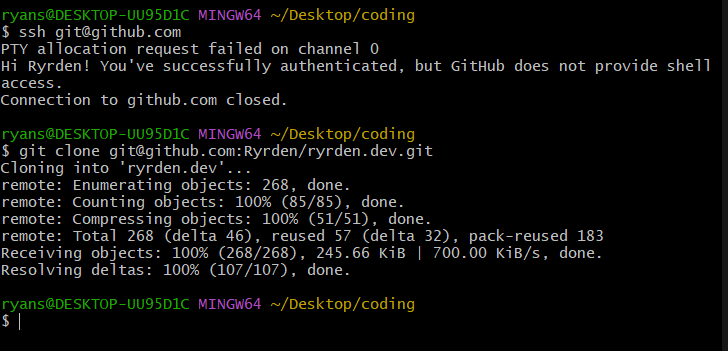 ryans@DESKTOP-UU95D1C MINGW64 ~/Desktop/coding
$ ssh git@github.com
PTY allocation request failed on channel 0
Hi Ryrden! You've successfully authenticated, but GitHub does not provide shell
access.
Connection to github.com closed.
ryans@DESKTOP-UU95D1C MINGW64 ~/Desktop/coding
$ git clone git@github.com:Ryrden/ryrden.dev.git
Cloning into 'ryrden.dev'...
remote: Enumerating objects: 268, done.
remote: Counting objects: 100% (85/85), done.
remote: Compressing objects: 100% (51/51), done.
remote: Total 268 (delta 46), reused 57 (delta 32), pack-reused 183
Receiving objects: 100% (268/268), 245.66 KiB | 700.00 KiB/s, done.
Resolving deltas: 100% (107/107), done.
ryans@DESKTOP-UU95D1C MINGW64 ~/Desktop/coding
$